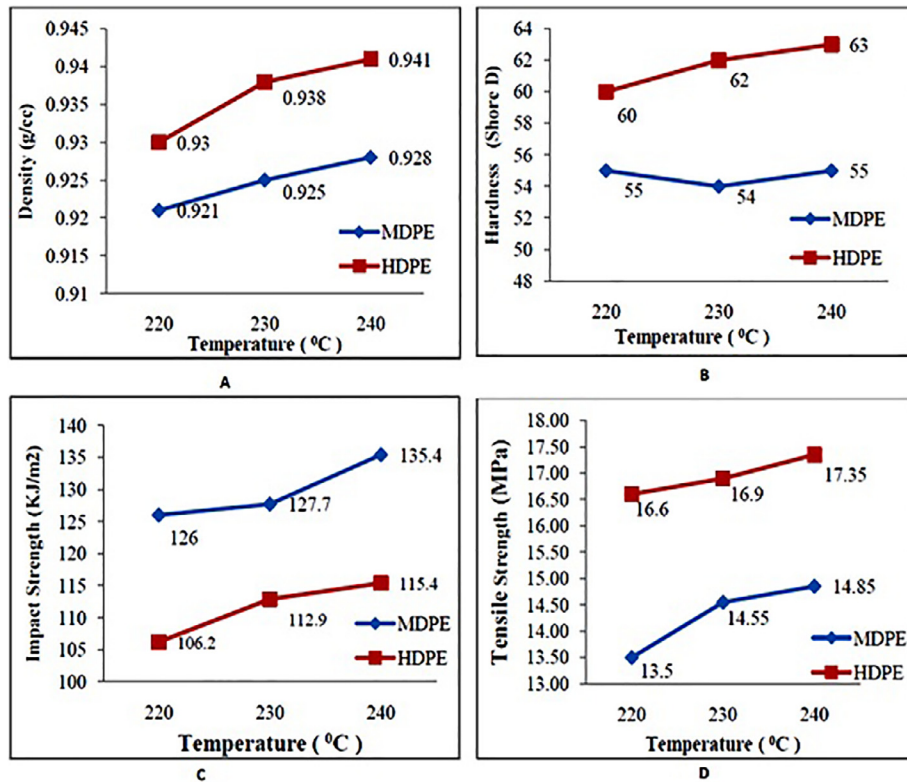 Density (g/cc)
0.945
0.94
0.935
0.93
0.925
0.92
0.915
0.91
0.93
0.938
0.941
0.921
0.925
0.928
MDPE
HDPE
220 230 240
Temperature ( ⁰C )
A
Hardness (Shore D)
64
62
60
58
56
54
52
50
48
60
62
63
55
54
55
MDPE
HDPE
220 230 240
Temperature ( ⁰C )
B
Impact Strength (KJ/m2)
140
135
130
125
120
115
110
105
100
126
127.7
135.4
106.2
112.9
115.4
MDPE
HDPE
220 230 240
Temperature ( ⁰C )
C
Tensile Strength (MPa)
18.00
17.50
17.00
16.50
16.00
15.50
15.00
14.50
14.00
13.50
13.00
16.6
16.9
17.35
13.5
14.55
14.85
MDPE
HDPE
220 230 240
Temperature ( ⁰C )
D